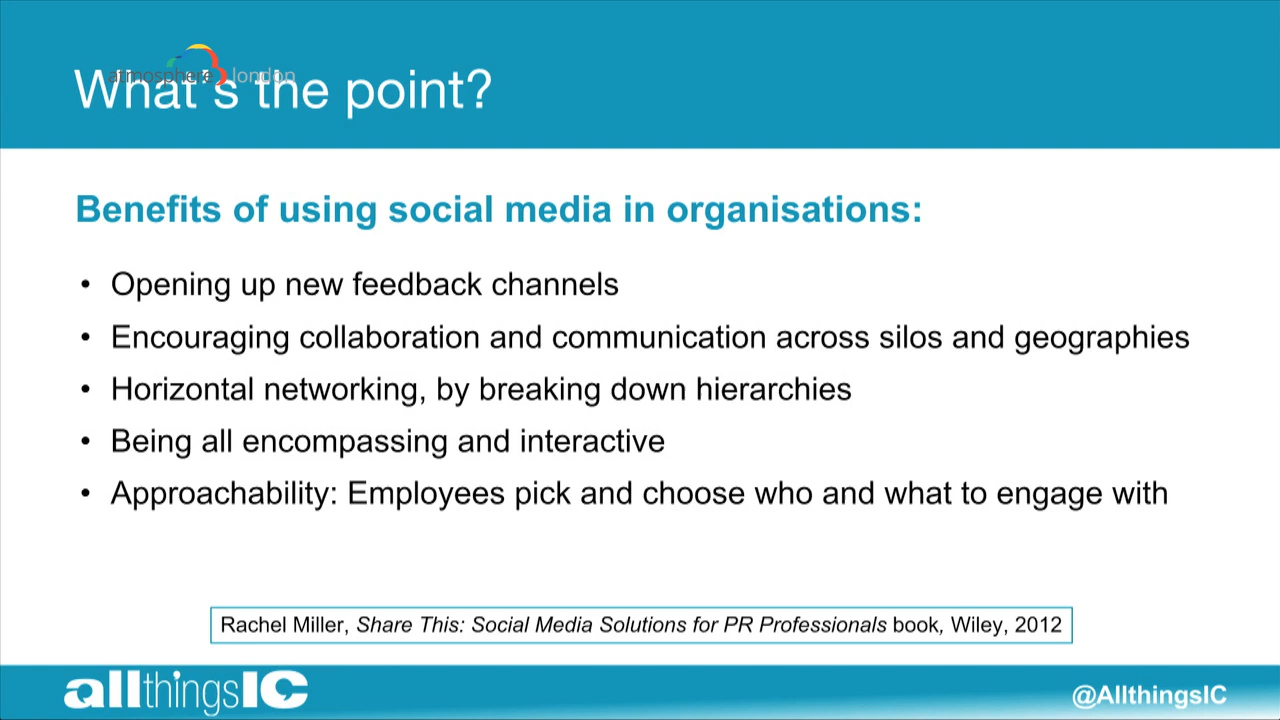 atmosphere london
What's the point?
Benefits of using social media in organisations:
• Opening up new feedback channels
• Encouraging collaboration and communication across silos and geographies
• Horizontal networking, by breaking down hierarchies
• Being all encompassing and interactive
• Approachability: Employees pick and choose who and what to engage with
Rachel Miller, Share This: Social Media Solutions for PR Professionals book, Wiley, 2012
allthingsIC
@AllthingsIC